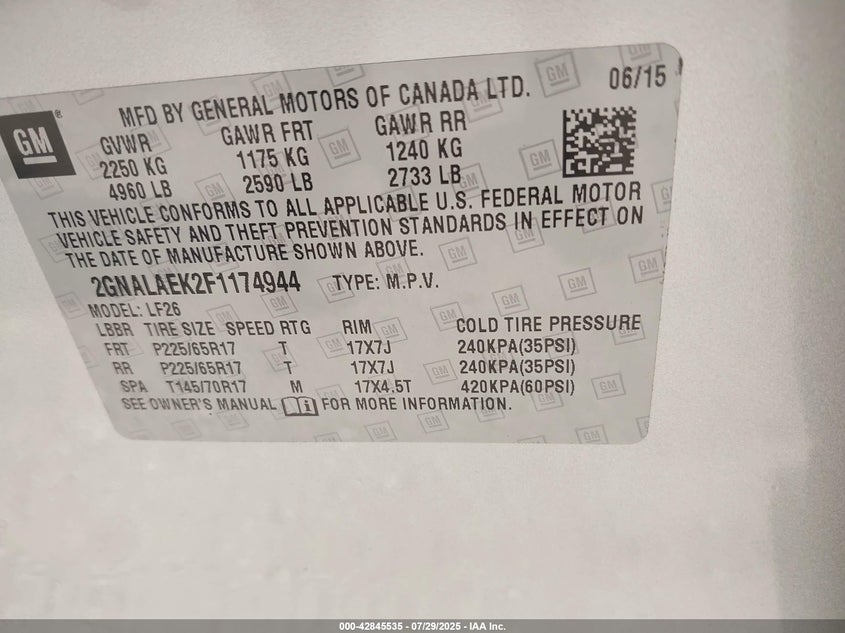 MFD BY GENERAL MOTORS OF CANADA LTD. 06/15
GM®
GVWR GAWR FRT GAWR RR
2250 KG 1175 KG 1240 KG
4960 LB 2590 LB 2733 LB
THIS VEHICLE CONFORMS TO ALL APPLICABLE U.S. FEDERAL MOTOR
VEHICLE SAFETY AND THEFT PREVENTION STANDARDS IN EFFECT ON
THE DATE OF MANUFACTURE SHOWN ABOVE.
2GNALAEK2F1174944 TYPE: M.P.V.
MODEL: LF26
LBBR TIRE SIZE SPEED RTG RIM COLD TIRE PRESSURE
FRT P225/65R17 T 17X7J 240KPA(35PSI)
RR P225/65R17 T 17X7J 240KPA(35PSI)
SPA T145/70R17 M 17X4.5T 420KPA(60PSI)
SEE OWNER'S MANUAL FOR MORE INFORMATION.
000-42845535 - 07/29/2025 - IAA Inc.